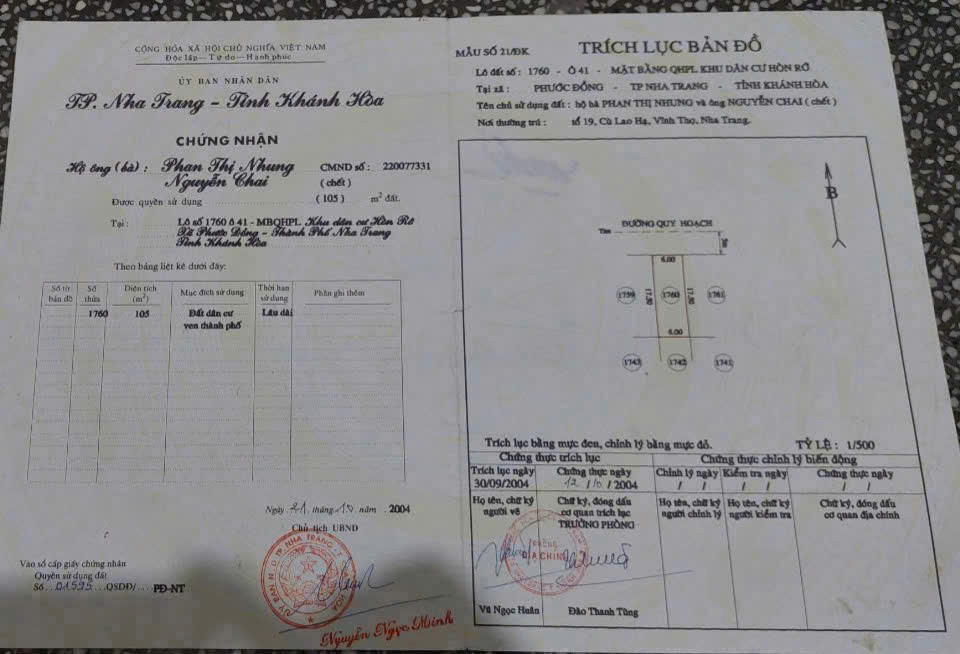 CỘNG HÒA XÃ HỘI CHỦ NGHĨA VIỆT NAM
Độc lập — Tự do — Hạnh phúc
ỦY BAN NHÂN DÂN
TP. Nha Trang – Tỉnh Khánh Hòa
CHỨNG NHẬN
Hộ ông (bà) : Phan Thị Nhung CMND số : 220077331
Nguyễn Chai ( chết )
Được quyền sử dụng ( 105 ) m² đất.
Tại : Lô số 1760 ô 41 - MBQHPL Khu dân cư Hòn Rớ
Xã Phước Đồng - Thành Phố Nha Trang
Tỉnh Khánh Hòa
Theo bảng liệt kê dưới đây:
Số tờ bản đồ Số thửa Diện tích (m²) Mục đích sử dụng Thời hạn sử dụng Phần ghi thêm
1760 105 Đất dân cư Lâu dài
ven thành phố
Ngày 21 tháng 10 năm 2004
Chủ tịch UBND
Vào sổ cấp giấy chứng nhận
Quyền sử dụng đất
Số 01595 QSDĐ/ PĐ-NT
Nguyễn Ngọc Minh
MẪU SỐ 21/ĐK
TRÍCH LỤC BẢN ĐỒ
Lô đất số : 1760 - Ô 41 - MẶT BẰNG QHPL KHU DÂN CƯ HÒN RỚ
Tại xã : PHƯỚC ĐỒNG - TP NHA TRANG - TỈNH KHÁNH HÒA
Tên chủ sử dụng đất : hộ bà PHAN THỊ NHUNG và ông NGUYỄN CHAI ( chết )
Nơi thường trú : số 19, Cù Lao Hạ, Vĩnh Thọ, Nha Trang.
B
ĐƯỜNG QUY HOẠCH
Tim
6.00
1759 17.50 1760 17.50 1761
6.00
1743 1742 1741
Trích lục bằng mực đen, chỉnh lý bằng mực đỏ. TỶ LỆ : 1/500
Chứng thực trích lục Chứng thực chỉnh lý biến động
Trích lục ngày Chứng thực ngày Chỉnh lý ngày Kiểm tra ngày Chứng thực ngày
30/09/2004 12 / 10 / 2004 / / / / / /
Họ tên, chữ ký người vẽ Chữ ký, đóng dấu cơ quan trích lục Họ tên, chữ ký người chỉnh lý Họ tên, chữ ký người kiểm tra Chữ ký, đóng dấu cơ quan địa chính
TRƯỞNG PHÒNG
PHÒNG
ĐỊA CHÍNH
Vũ Ngọc Huân Đào Thanh Tùng